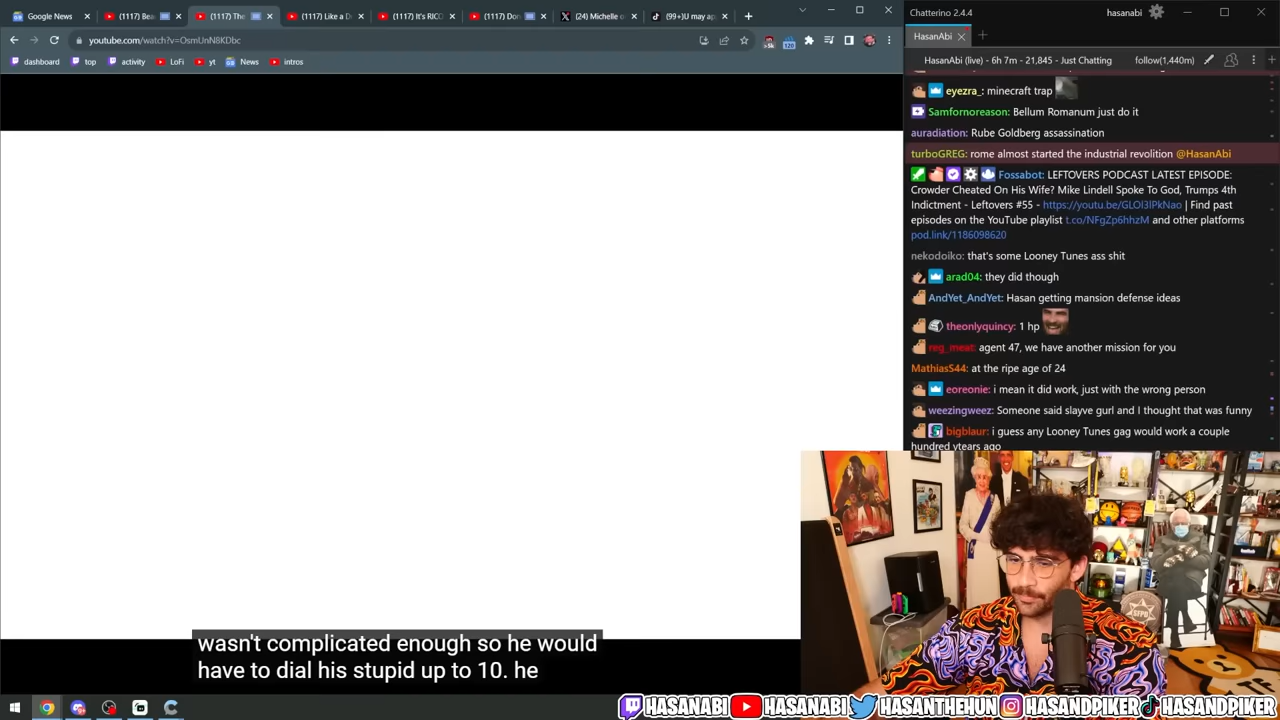 Google News
(1117) Bea
(1117) The
(1117) Like a D
(1117) It's RICO
(1117) Don
(24) Michelle o
(99+)U may a
youtube.com/watch?v=OsmUnN8KDbc
>5k
120
dashboard
top
activity
LoFi
yt
News
intros
Chatterino 2.4.4
hasanabi
HasanAbi
HasanAbi (live) - 6h 7m - 21,845 - Just Chatting
follow(1,440m)
eyezra_: minecraft trap
Samfornoreason: Bellum Romanum just do it
auradiation: Rube Goldberg assassination
turboGREG: rome almost started the industrial revolition @HasanAbi
Fossabot: LEFTOVERS PODCAST LATEST EPISODE:
Crowder Cheated On His Wife? Mike Lindell Spoke To God, Trumps 4th
Indictment - Leftovers #55 - https://youtu.be/GLOl3lPkNao | Find past
episodes on the YouTube playlist t.co/NFgZp6hhzM and other platforms
pod.link/1186098620
nekodoiko: that's some Looney Tunes ass shit
arad04: they did though
AndYet_AndYet: Hasan getting mansion defense ideas
theonlyquincy: 1 hp
reg_meat: agent 47, we have another mission for you
MathiasS44: at the ripe age of 24
eoreonie: i mean it did work, just with the wrong person
weezingweez: Someone said slayve gurl and I thought that was funny
bigblaur: i guess any Looney Tunes gag would work a couple
hundred ytears ago
wasn't complicated enough so he would
have to dial his stupid up to 10. he
HASANABI
HASANABI
HASANTHEHUN
HASANDPIKER
HASANDPIKER